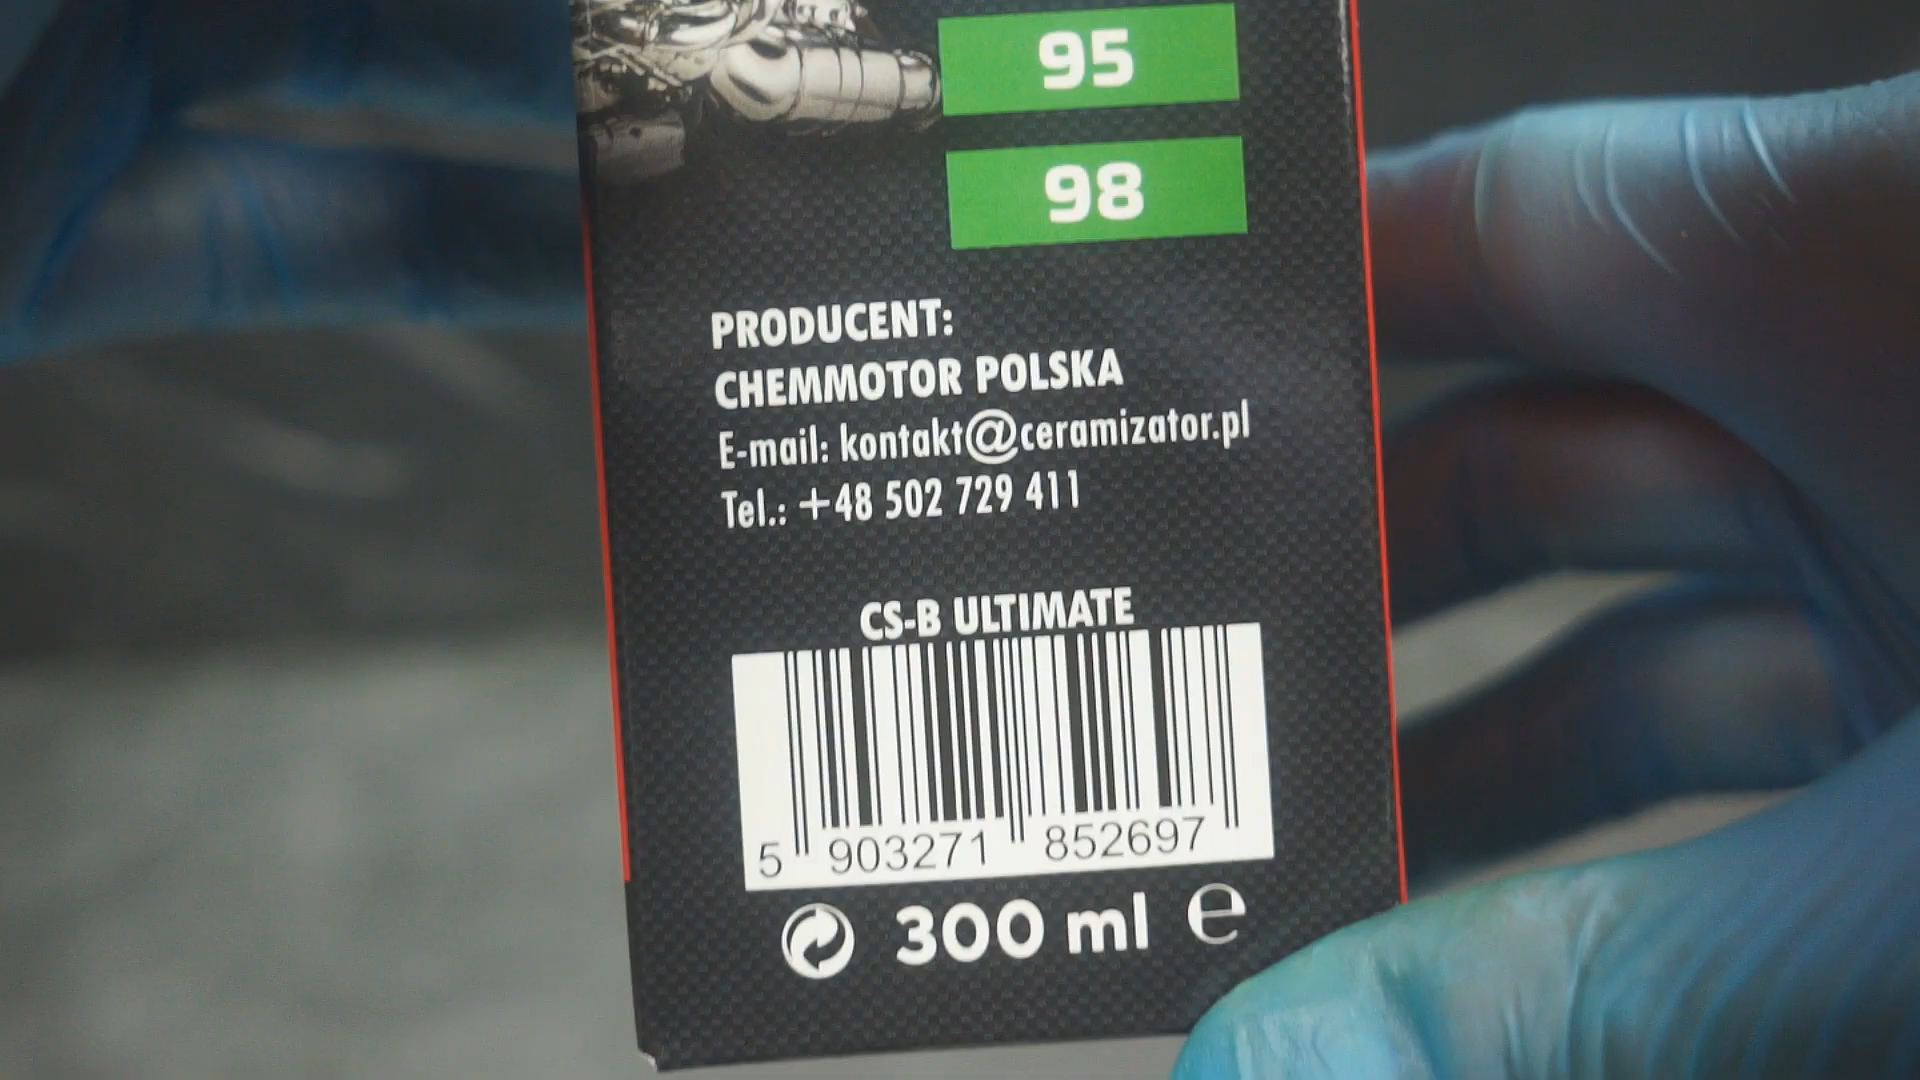 95
98
PRODUCENT:
CHEMMOTOR POLSKA
E-mail: kontakt@ceramizator.pl
Tel.: +48 502 729 411
CS-B ULTIMATE
5 903271 852697
300 ml ℮